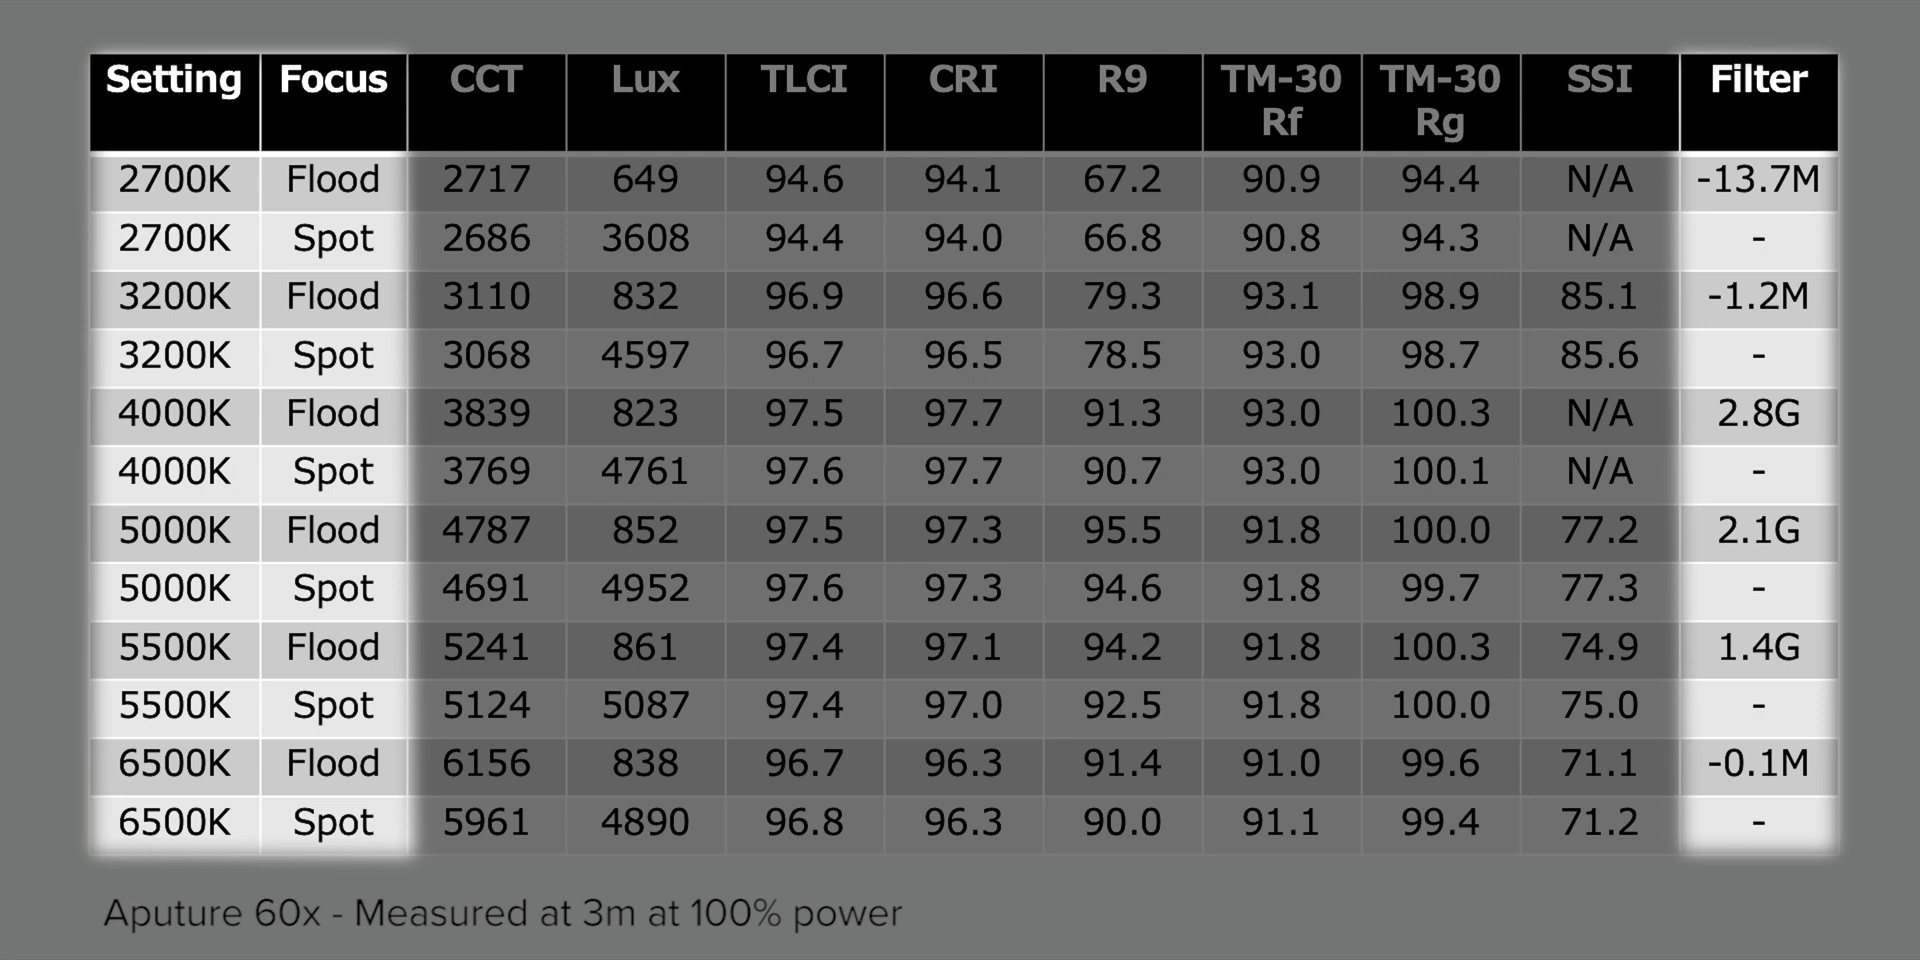 Setting Focus CCT Lux TLCI CRI R9 TM-30 Rf TM-30 Rg SSI Filter
2700K Flood 2717 649 94.6 94.1 67.2 90.9 94.4 N/A -13.7M
2700K Spot 2686 3608 94.4 94.0 66.8 90.8 94.3 N/A -
3200K Flood 3110 832 96.9 96.6 79.3 93.1 98.9 85.1 -1.2M
3200K Spot 3068 4597 96.7 96.5 78.5 93.0 98.7 85.6 -
4000K Flood 3839 823 97.5 97.7 91.3 93.0 100.3 N/A 2.8G
4000K Spot 3769 4761 97.6 97.7 90.7 93.0 100.1 N/A -
5000K Flood 4787 852 97.5 97.3 95.5 91.8 100.0 77.2 2.1G
5000K Spot 4691 4952 97.6 97.3 94.6 91.8 99.7 77.3 -
5500K Flood 5241 861 97.4 97.1 94.2 91.8 100.3 74.9 1.4G
5500K Spot 5124 5087 97.4 97.0 92.5 91.8 100.0 75.0 -
6500K Flood 6156 838 96.7 96.3 91.4 91.0 99.6 71.1 -0.1M
6500K Spot 5961 4890 96.8 96.3 90.0 91.1 99.4 71.2 -
Aputure 60x - Measured at 3m at 100% power